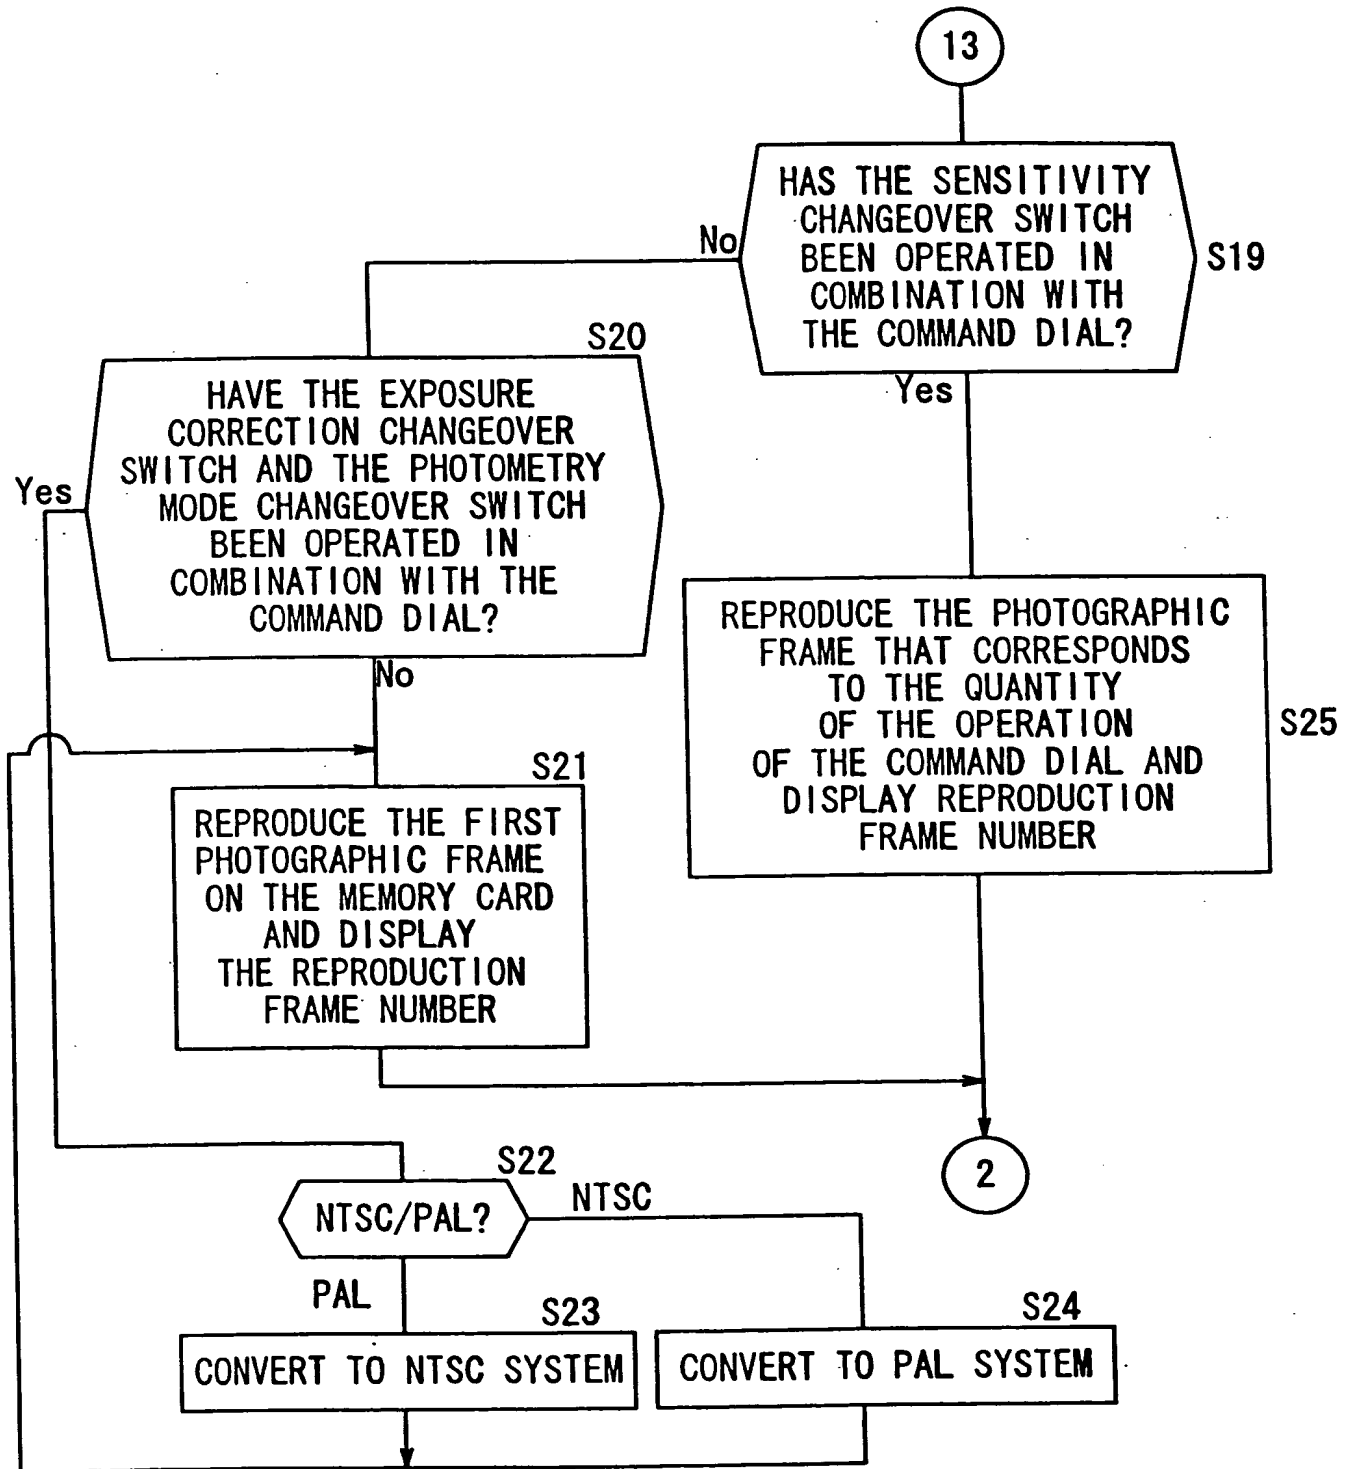 13
HAS THE SENSITIVITY
CHANGEOVER SWITCH
BEEN OPERATED IN
COMBINATION WITH
THE COMMAND DIAL?
S19
No
Yes
S20
HAVE THE EXPOSURE
CORRECTION CHANGEOVER
SWITCH AND THE PHOTOMETRY
MODE CHANGEOVER SWITCH
BEEN OPERATED IN
COMBINATION WITH THE
COMMAND DIAL?
Yes
No
REPRODUCE THE PHOTOGRAPHIC
FRAME THAT CORRESPONDS
TO THE QUANTITY
OF THE OPERATION
OF THE COMMAND DIAL AND
DISPLAY REPRODUCTION
FRAME NUMBER
S25
S21
REPRODUCE THE FIRST
PHOTOGRAPHIC FRAME
ON THE MEMORY CARD
AND DISPLAY
THE REPRODUCTION
FRAME NUMBER
2
S22
NTSC/PAL?
NTSC
PAL
S23
CONVERT TO NTSC SYSTEM
S24
CONVERT TO PAL SYSTEM